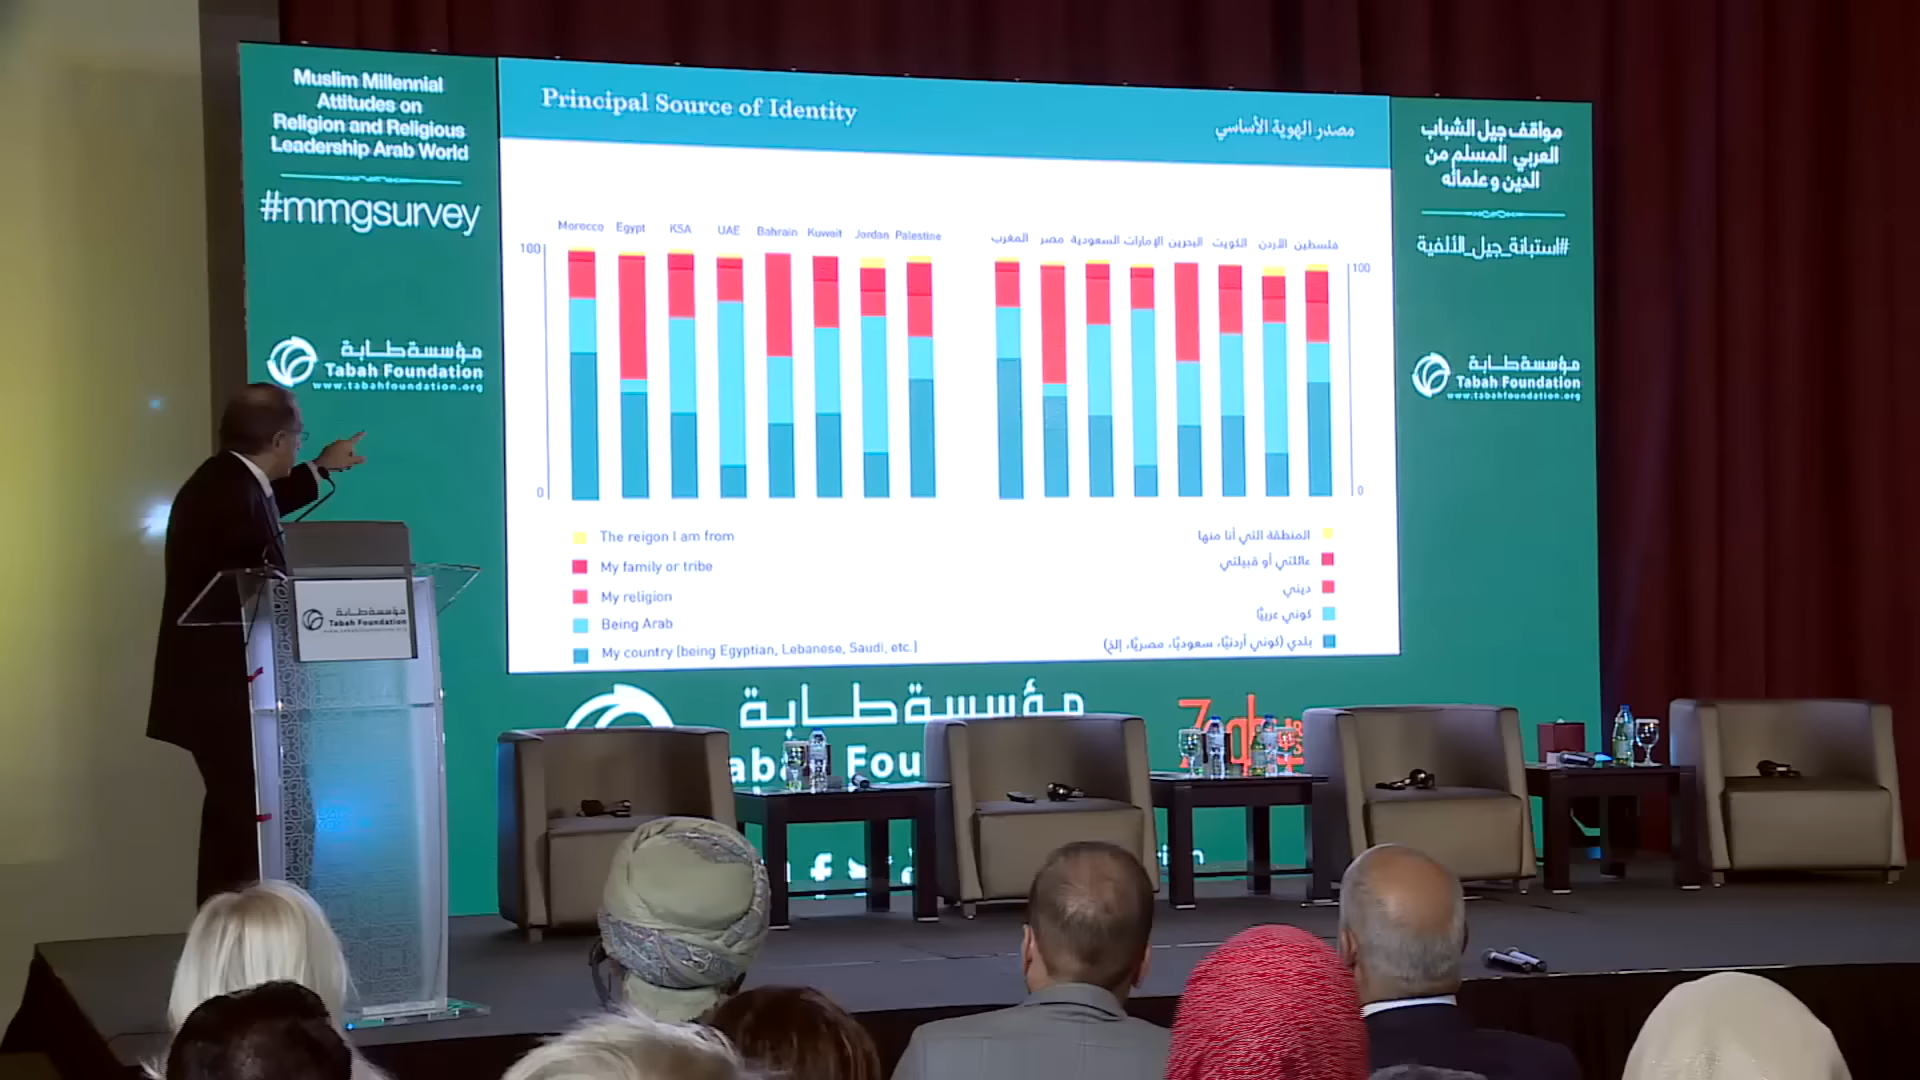 Muslim Millennial
Attitudes on
Religion and Religious
Leadership Arab World
#mmgsurvey
مؤسسة طابة
Tabah Foundation
www.tabahfoundation.org
Principal Source of Identity
مصدر الهوية الأساسي
Morocco Egypt KSA UAE Bahrain Kuwait Jordan Palestine
100
0
المغرب مصر السعودية الإمارات البحرين الكويت الأردن فلسطين
100
0
The reigon I am from
My family or tribe
My religion
Being Arab
My country (being Egyptian, Lebanese, Saudi, etc.)
المنطقة التي أنا منها
عائلتي أو قبيلتي
ديني
كوني عربيًا
بلدي (كوني أردنيًا، سعوديًا، مصريًا، إلخ)
مواقف جيل الشباب
العربي المسلم من
الدين وعلمائه
#استبانة_جيل_الألفية
مؤسسة طابة
Tabah Foundation
www.tabahfoundation.org
مؤسسة طابة
Tabah Foundation
مؤسسة طابة
abah Fou